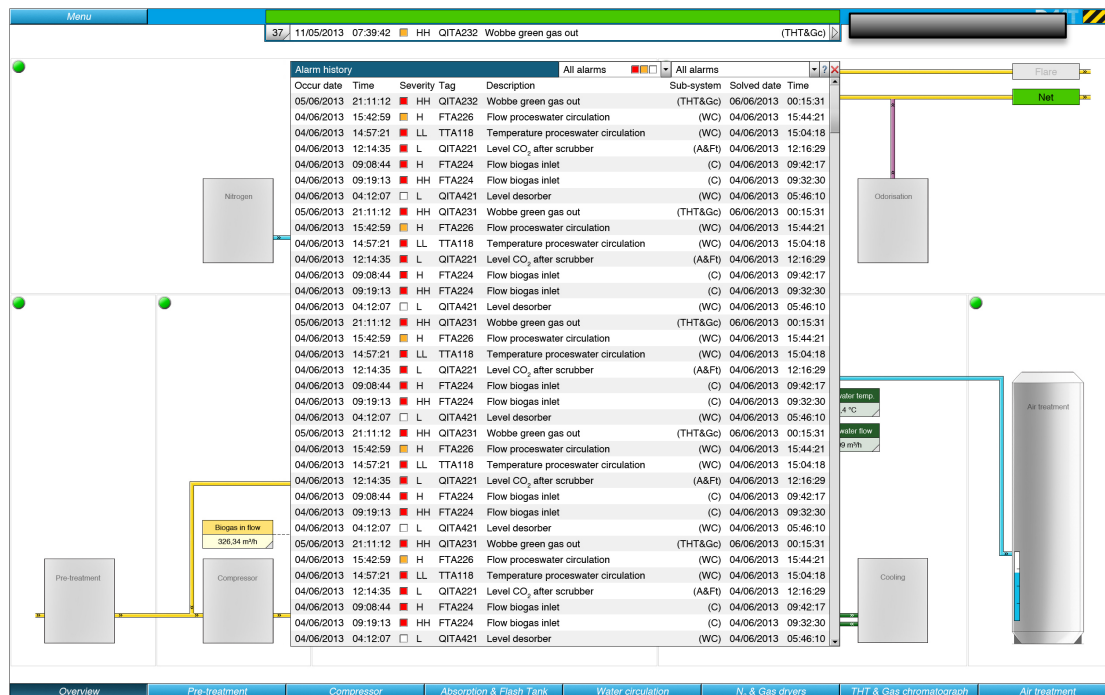 Menu
37 11/05/2013 07:39:42 HH QITA232 Wobbe green gas out (THT&Gc)
Alarm history All alarms All alarms ?
Occur date Time Severity Tag Description Sub-system Solved date Time
05/06/2013 21:11:12 HH QITA232 Wobbe green gas out (THT&Gc) 06/06/2013 00:15:31
04/06/2013 15:42:59 H FTA226 Flow proceswater circulation (WC) 04/06/2013 15:44:21
04/06/2013 14:57:21 LL TTA118 Temperature proceswater circulation (WC) 04/06/2013 15:04:18
04/06/2013 12:14:35 L QITA221 Level CO₂ after scrubber (A&Ft) 04/06/2013 12:16:29
04/06/2013 09:08:44 H FTA224 Flow biogas inlet (C) 04/06/2013 09:42:17
04/06/2013 09:19:13 HH FTA224 Flow biogas inlet (C) 04/06/2013 09:32:30
04/06/2013 04:12:07 L QITA421 Level desorber (WC) 04/06/2013 05:46:10
05/06/2013 21:11:12 HH QITA231 Wobbe green gas out (THT&Gc) 06/06/2013 00:15:31
04/06/2013 15:42:59 H FTA226 Flow proceswater circulation (WC) 04/06/2013 15:44:21
04/06/2013 14:57:21 LL TTA118 Temperature proceswater circulation (WC) 04/06/2013 15:04:18
04/06/2013 12:14:35 L QITA221 Level CO₂ after scrubber (A&Ft) 04/06/2013 12:16:29
04/06/2013 09:08:44 H FTA224 Flow biogas inlet (C) 04/06/2013 09:42:17
04/06/2013 09:19:13 HH FTA224 Flow biogas inlet (C) 04/06/2013 09:32:30
04/06/2013 04:12:07 L QITA421 Level desorber (WC) 04/06/2013 05:46:10
05/06/2013 21:11:12 HH QITA231 Wobbe green gas out (THT&Gc) 06/06/2013 00:15:31
04/06/2013 15:42:59 H FTA226 Flow proceswater circulation (WC) 04/06/2013 15:44:21
04/06/2013 14:57:21 LL TTA118 Temperature proceswater circulation (WC) 04/06/2013 15:04:18
04/06/2013 12:14:35 L QITA221 Level CO₂ after scrubber (A&Ft) 04/06/2013 12:16:29
04/06/2013 09:08:44 H FTA224 Flow biogas inlet (C) 04/06/2013 09:42:17
04/06/2013 09:19:13 HH FTA224 Flow biogas inlet (C) 04/06/2013 09:32:30
04/06/2013 04:12:07 L QITA421 Level desorber (WC) 04/06/2013 05:46:10
05/06/2013 21:11:12 HH QITA231 Wobbe green gas out (THT&Gc) 06/06/2013 00:15:31
04/06/2013 15:42:59 H FTA226 Flow proceswater circulation (WC) 04/06/2013 15:44:21
04/06/2013 14:57:21 LL TTA118 Temperature proceswater circulation (WC) 04/06/2013 15:04:18
04/06/2013 12:14:35 L QITA221 Level CO₂ after scrubber (A&Ft) 04/06/2013 12:16:29
04/06/2013 09:08:44 H FTA224 Flow biogas inlet (C) 04/06/2013 09:42:17
04/06/2013 09:19:13 HH FTA224 Flow biogas inlet (C) 04/06/2013 09:32:30
04/06/2013 04:12:07 L QITA421 Level desorber (WC) 04/06/2013 05:46:10
05/06/2013 21:11:12 HH QITA231 Wobbe green gas out (THT&Gc) 06/06/2013 00:15:31
04/06/2013 15:42:59 H FTA226 Flow proceswater circulation (WC) 04/06/2013 15:44:21
04/06/2013 14:57:21 LL TTA118 Temperature proceswater circulation (WC) 04/06/2013 15:04:18
04/06/2013 12:14:35 L QITA221 Level CO₂ after scrubber (A&Ft) 04/06/2013 12:16:29
04/06/2013 09:08:44 H FTA224 Flow biogas inlet (C) 04/06/2013 09:42:17
04/06/2013 09:19:13 HH FTA224 Flow biogas inlet (C) 04/06/2013 09:32:30
04/06/2013 04:12:07 L QITA421 Level desorber (WC) 04/06/2013 05:46:10
Flare
Net
Nitrogen
Odorisation
temp.
,4 °C
water flow
m³/h
Air treatment
Biogas in flow
326,34 m³/h
Pre-treatment
Compressor
Cooling
Overview Pre-treatment Compressor Absorption & Flash Tank Water circulation N₂ & Gas dryers THT & Gas chromatograph Air treatment